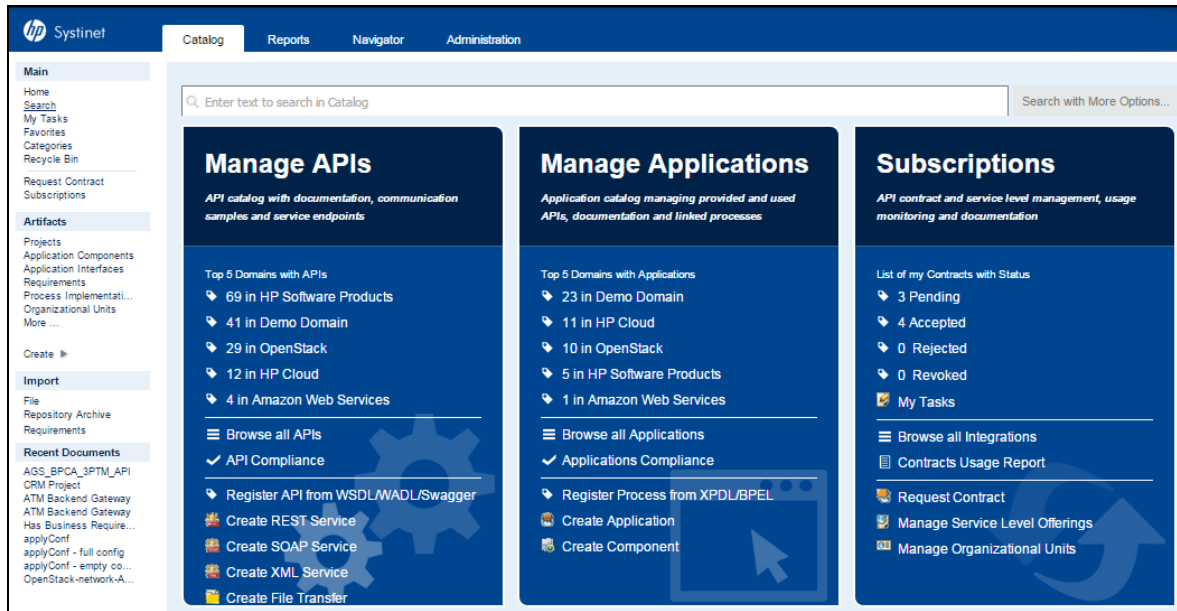 hp Systinet
Catalog Reports Navigator Administration
Main
Home
Search
My Tasks
Favorites
Categories
Recycle Bin
Request Contract
Subscriptions
Artifacts
Projects
Application Components
Application Interfaces
Requirements
Process Implementati...
Organizational Units
More ...
Create
Import
File
Repository Archive
Requirements
Recent Documents
AGS_BPCA_3PTM_API
CRM Project
ATM Backend Gateway
ATM Backend Gateway
Has Business Require...
applyConf
applyConf - full config
applyConf - empty co...
OpenStack-network-A...
Enter text to search in Catalog
Search with More Options...
Manage APIs
API catalog with documentation, communication
samples and service endpoints
Top 5 Domains with APIs
69 in HP Software Products
41 in Demo Domain
29 in OpenStack
12 in HP Cloud
4 in Amazon Web Services
Browse all APIs
API Compliance
Register API from WSDL/WADL/Swagger
Create REST Service
Create SOAP Service
Create XML Service
Create File Transfer
Manage Applications
Application catalog managing provided and used
APIs, documentation and linked processes
Top 5 Domains with Applications
23 in Demo Domain
11 in HP Cloud
10 in OpenStack
5 in HP Software Products
1 in Amazon Web Services
Browse all Applications
Applications Compliance
Register Process from XPDL/BPEL
Create Application
Create Component
Subscriptions
API contract and service level management, usage
monitoring and documentation
List of my Contracts with Status
3 Pending
4 Accepted
0 Rejected
0 Revoked
My Tasks
Browse all Integrations
Contracts Usage Report
Request Contract
Manage Service Level Offerings
Manage Organizational Units